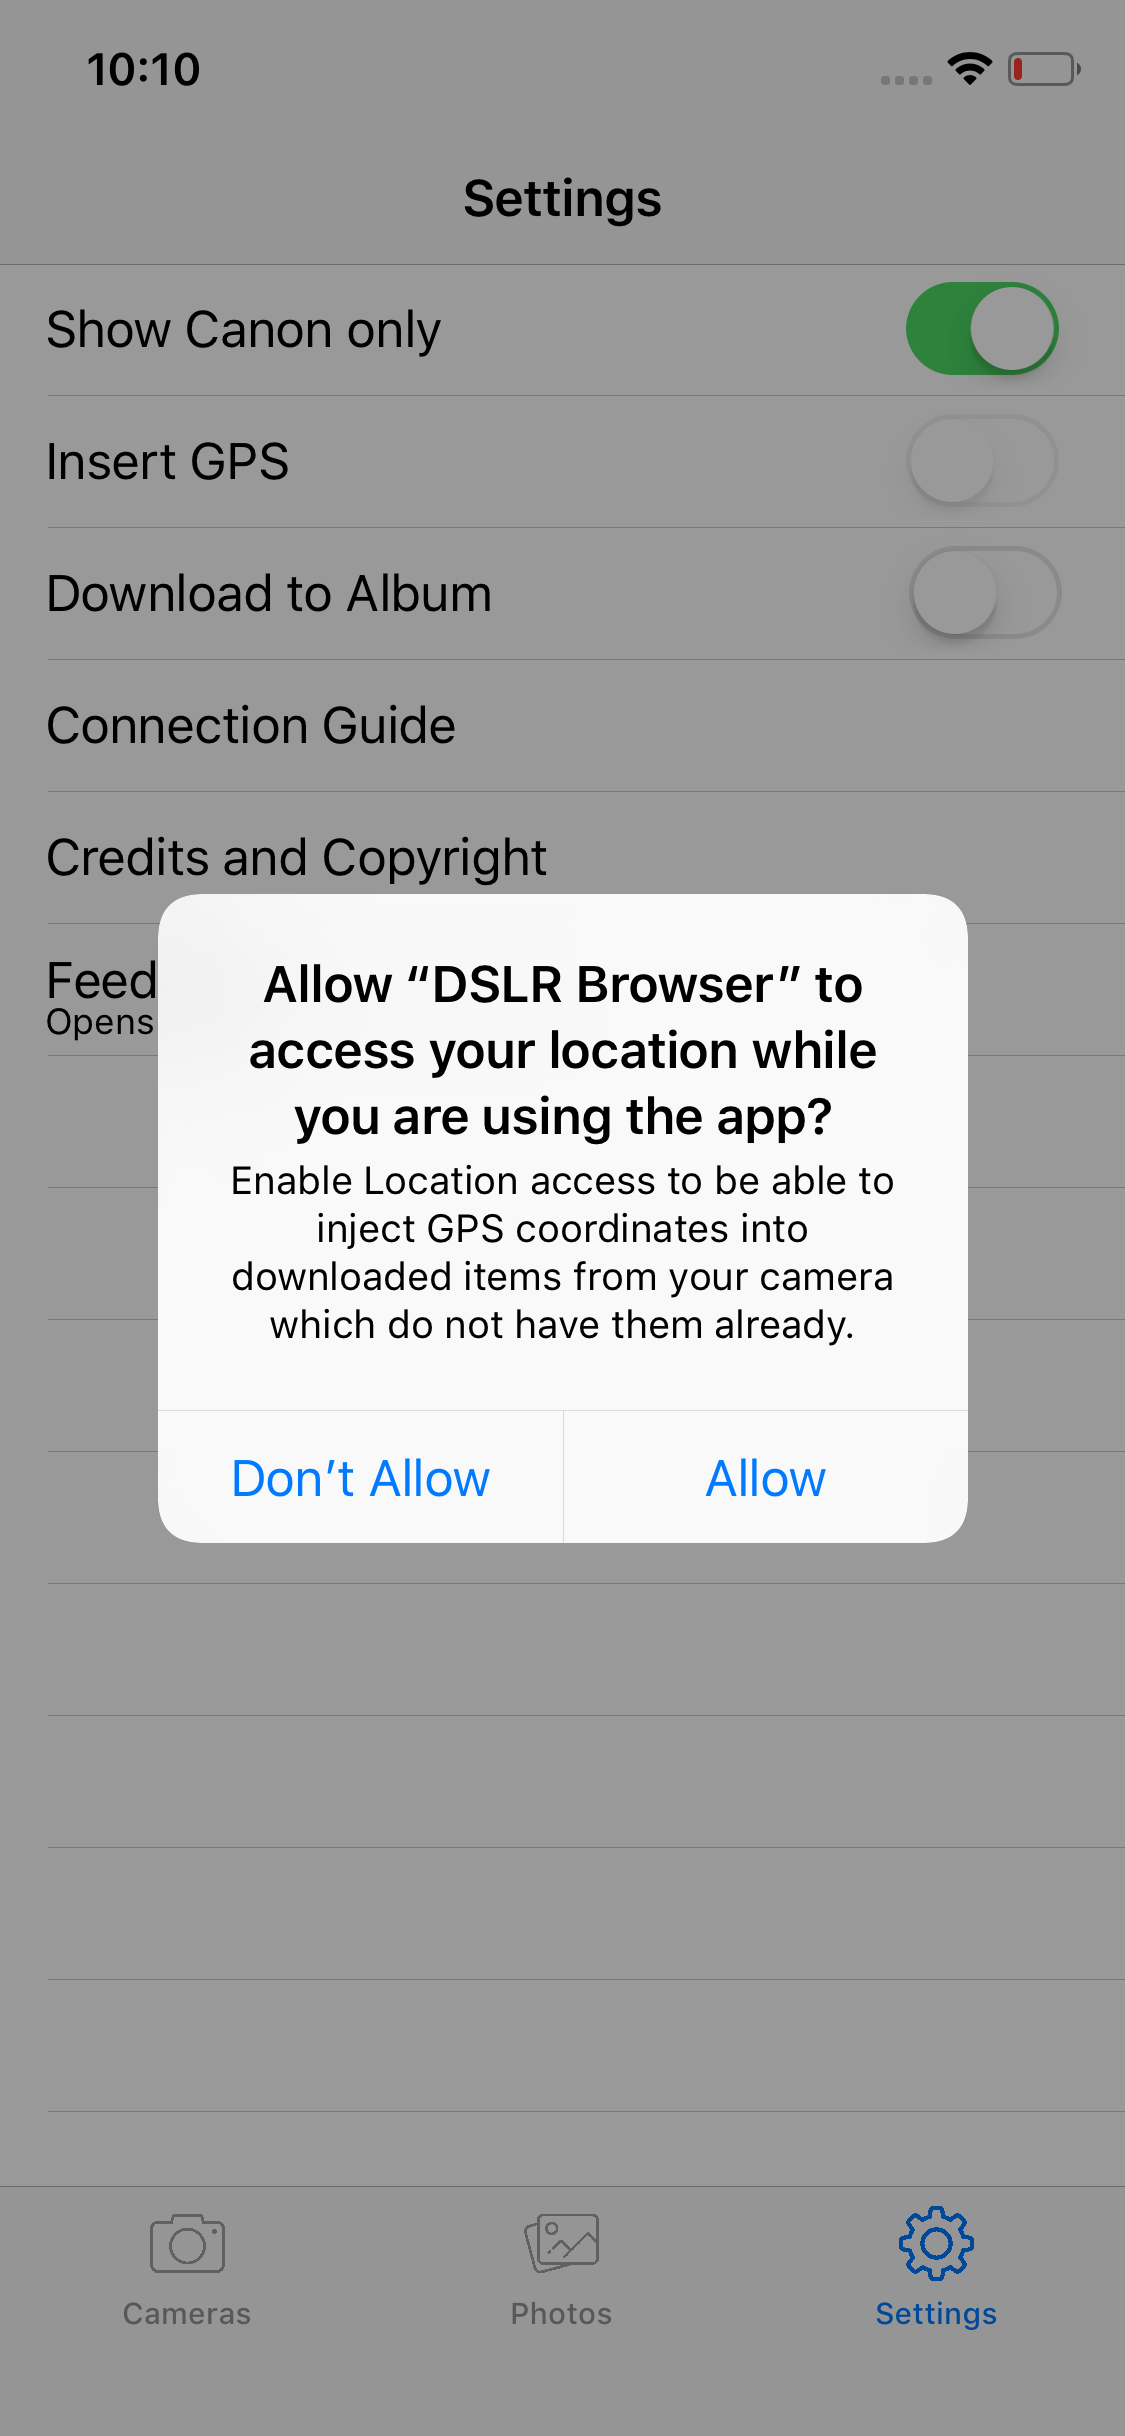 10:10
Settings
Show Canon only
Insert GPS
Download to Album
Connection Guide
Credits and Copyright
Feed
Opens
Allow “DSLR Browser” to
access your location while
you are using the app?
Enable Location access to be able to
inject GPS coordinates into
downloaded items from your camera
which do not have them already.
Don’t Allow
Allow
Cameras
Photos
Settings